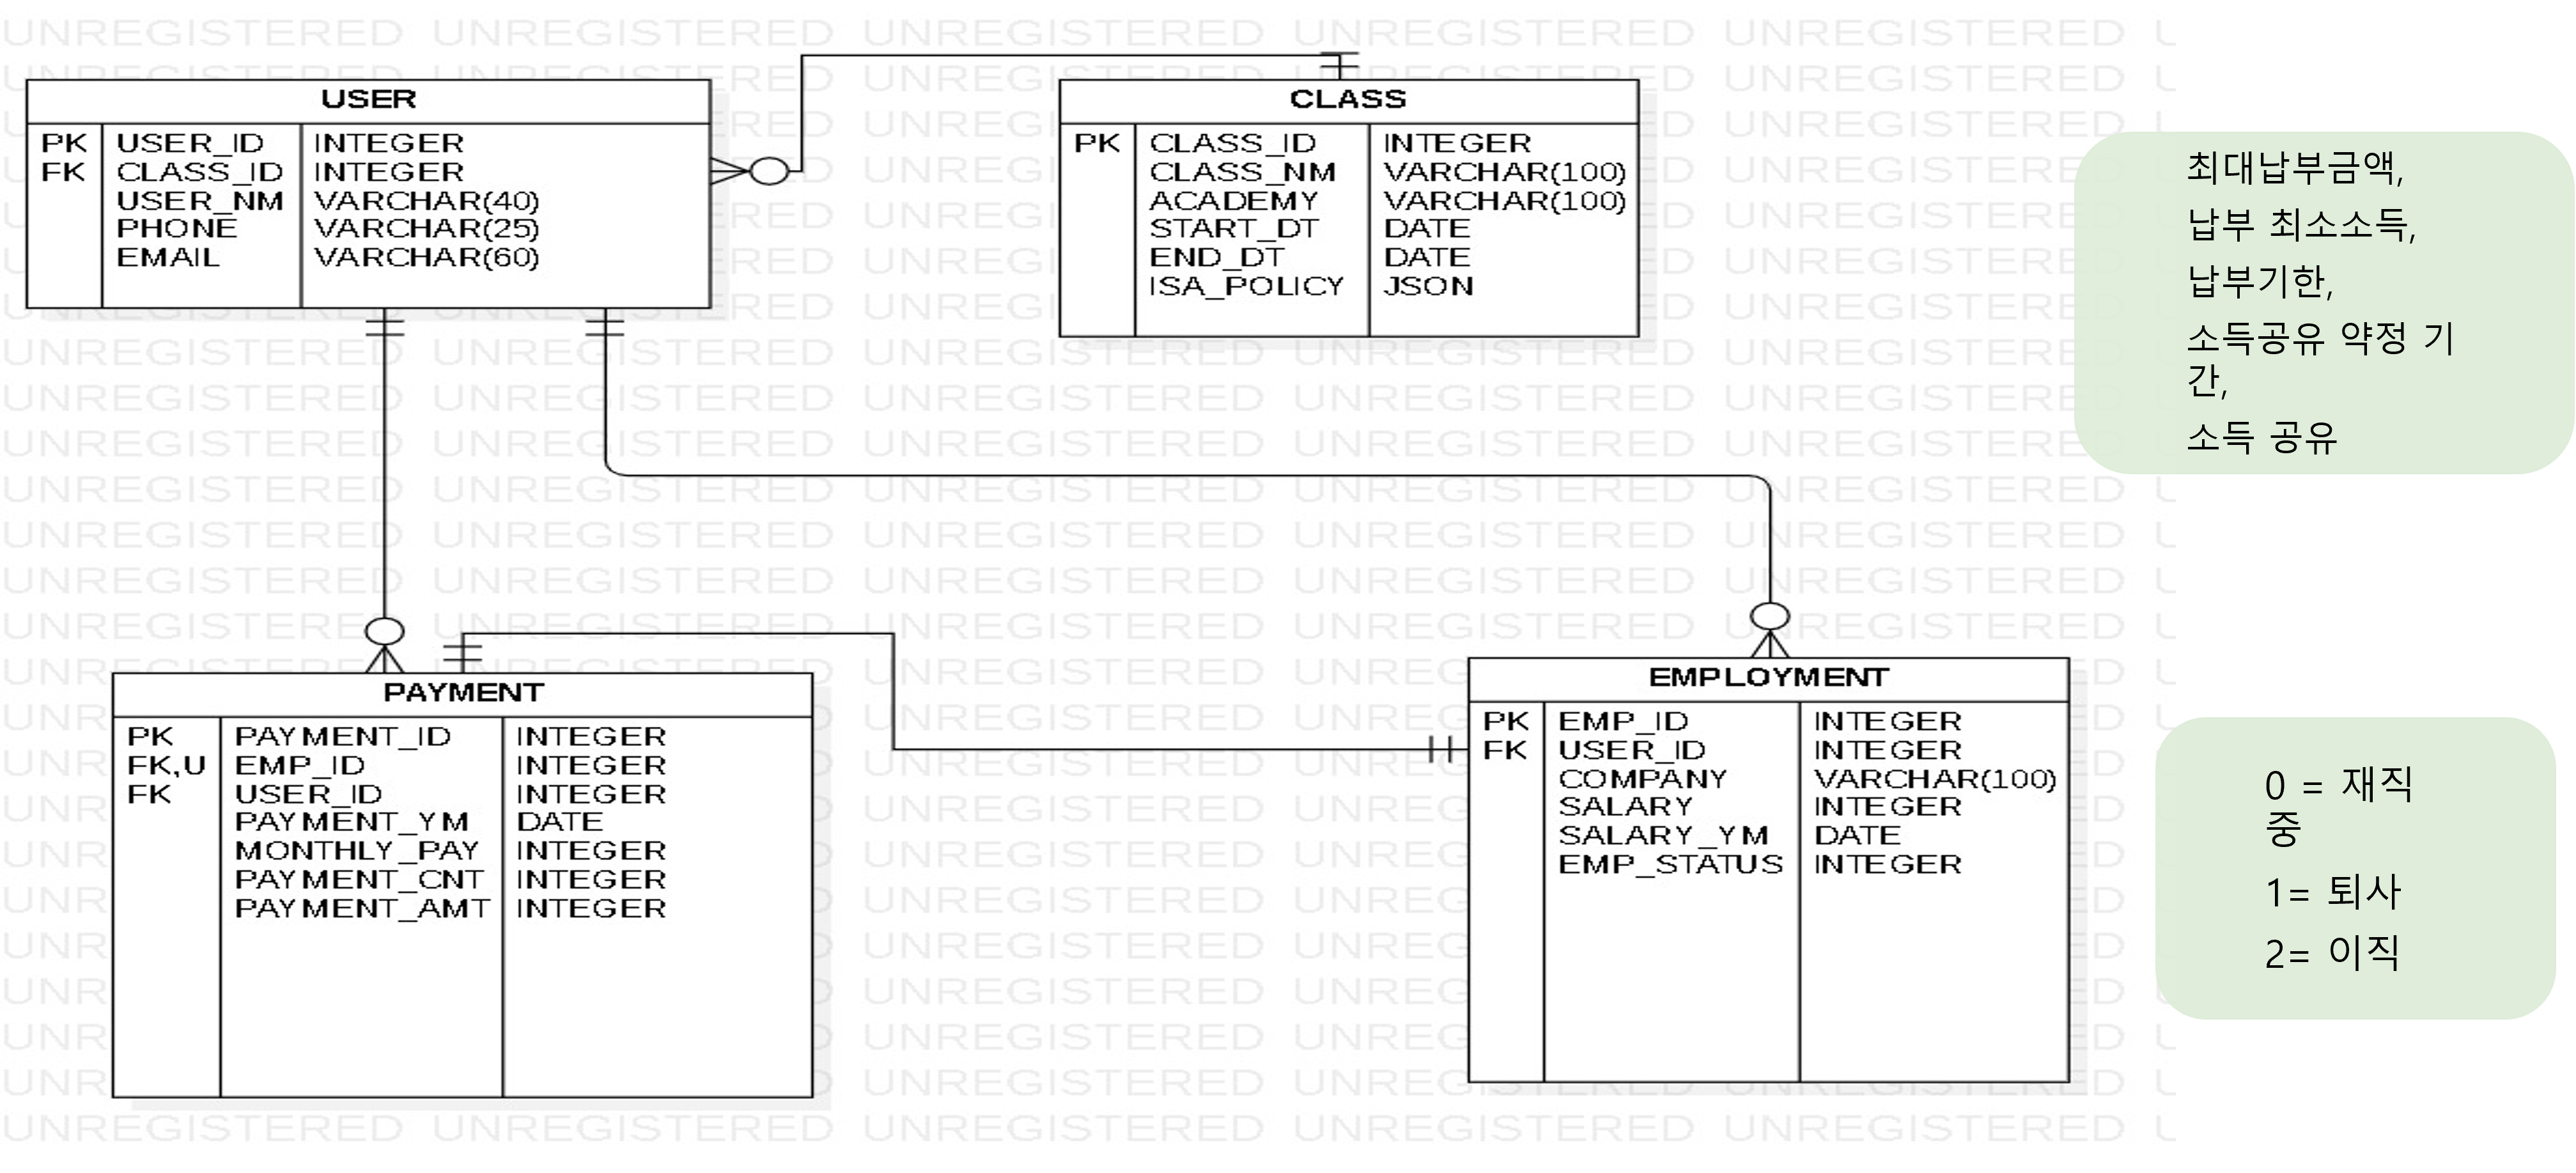 USER
PK USER_ID INTEGER
FK CLASS_ID INTEGER
USER_NM VARCHAR(40)
PHONE VARCHAR(25)
EMAIL VARCHAR(60)
CLASS
PK CLASS_ID INTEGER
CLASS_NM VARCHAR(100)
ACADEMY VARCHAR(100)
START_DT DATE
END_DT DATE
ISA_POLICY JSON
최대납부금액,
납부 최소소득,
납부기한,
소득공유 약정 기
간,
소득 공유
PAYMENT
PK PAYMENT_ID INTEGER
FK,U EMP_ID INTEGER
FK USER_ID INTEGER
PAYMENT_YM DATE
MONTHLY_PAY INTEGER
PAYMENT_CNT INTEGER
PAYMENT_AMT INTEGER
EMPLOYMENT
PK EMP_ID INTEGER
FK USER_ID INTEGER
COMPANY VARCHAR(100)
SALARY INTEGER
SALARY_YM DATE
EMP_STATUS INTEGER
0 = 재직
중
1= 퇴사
2= 이직
UNREGISTERED